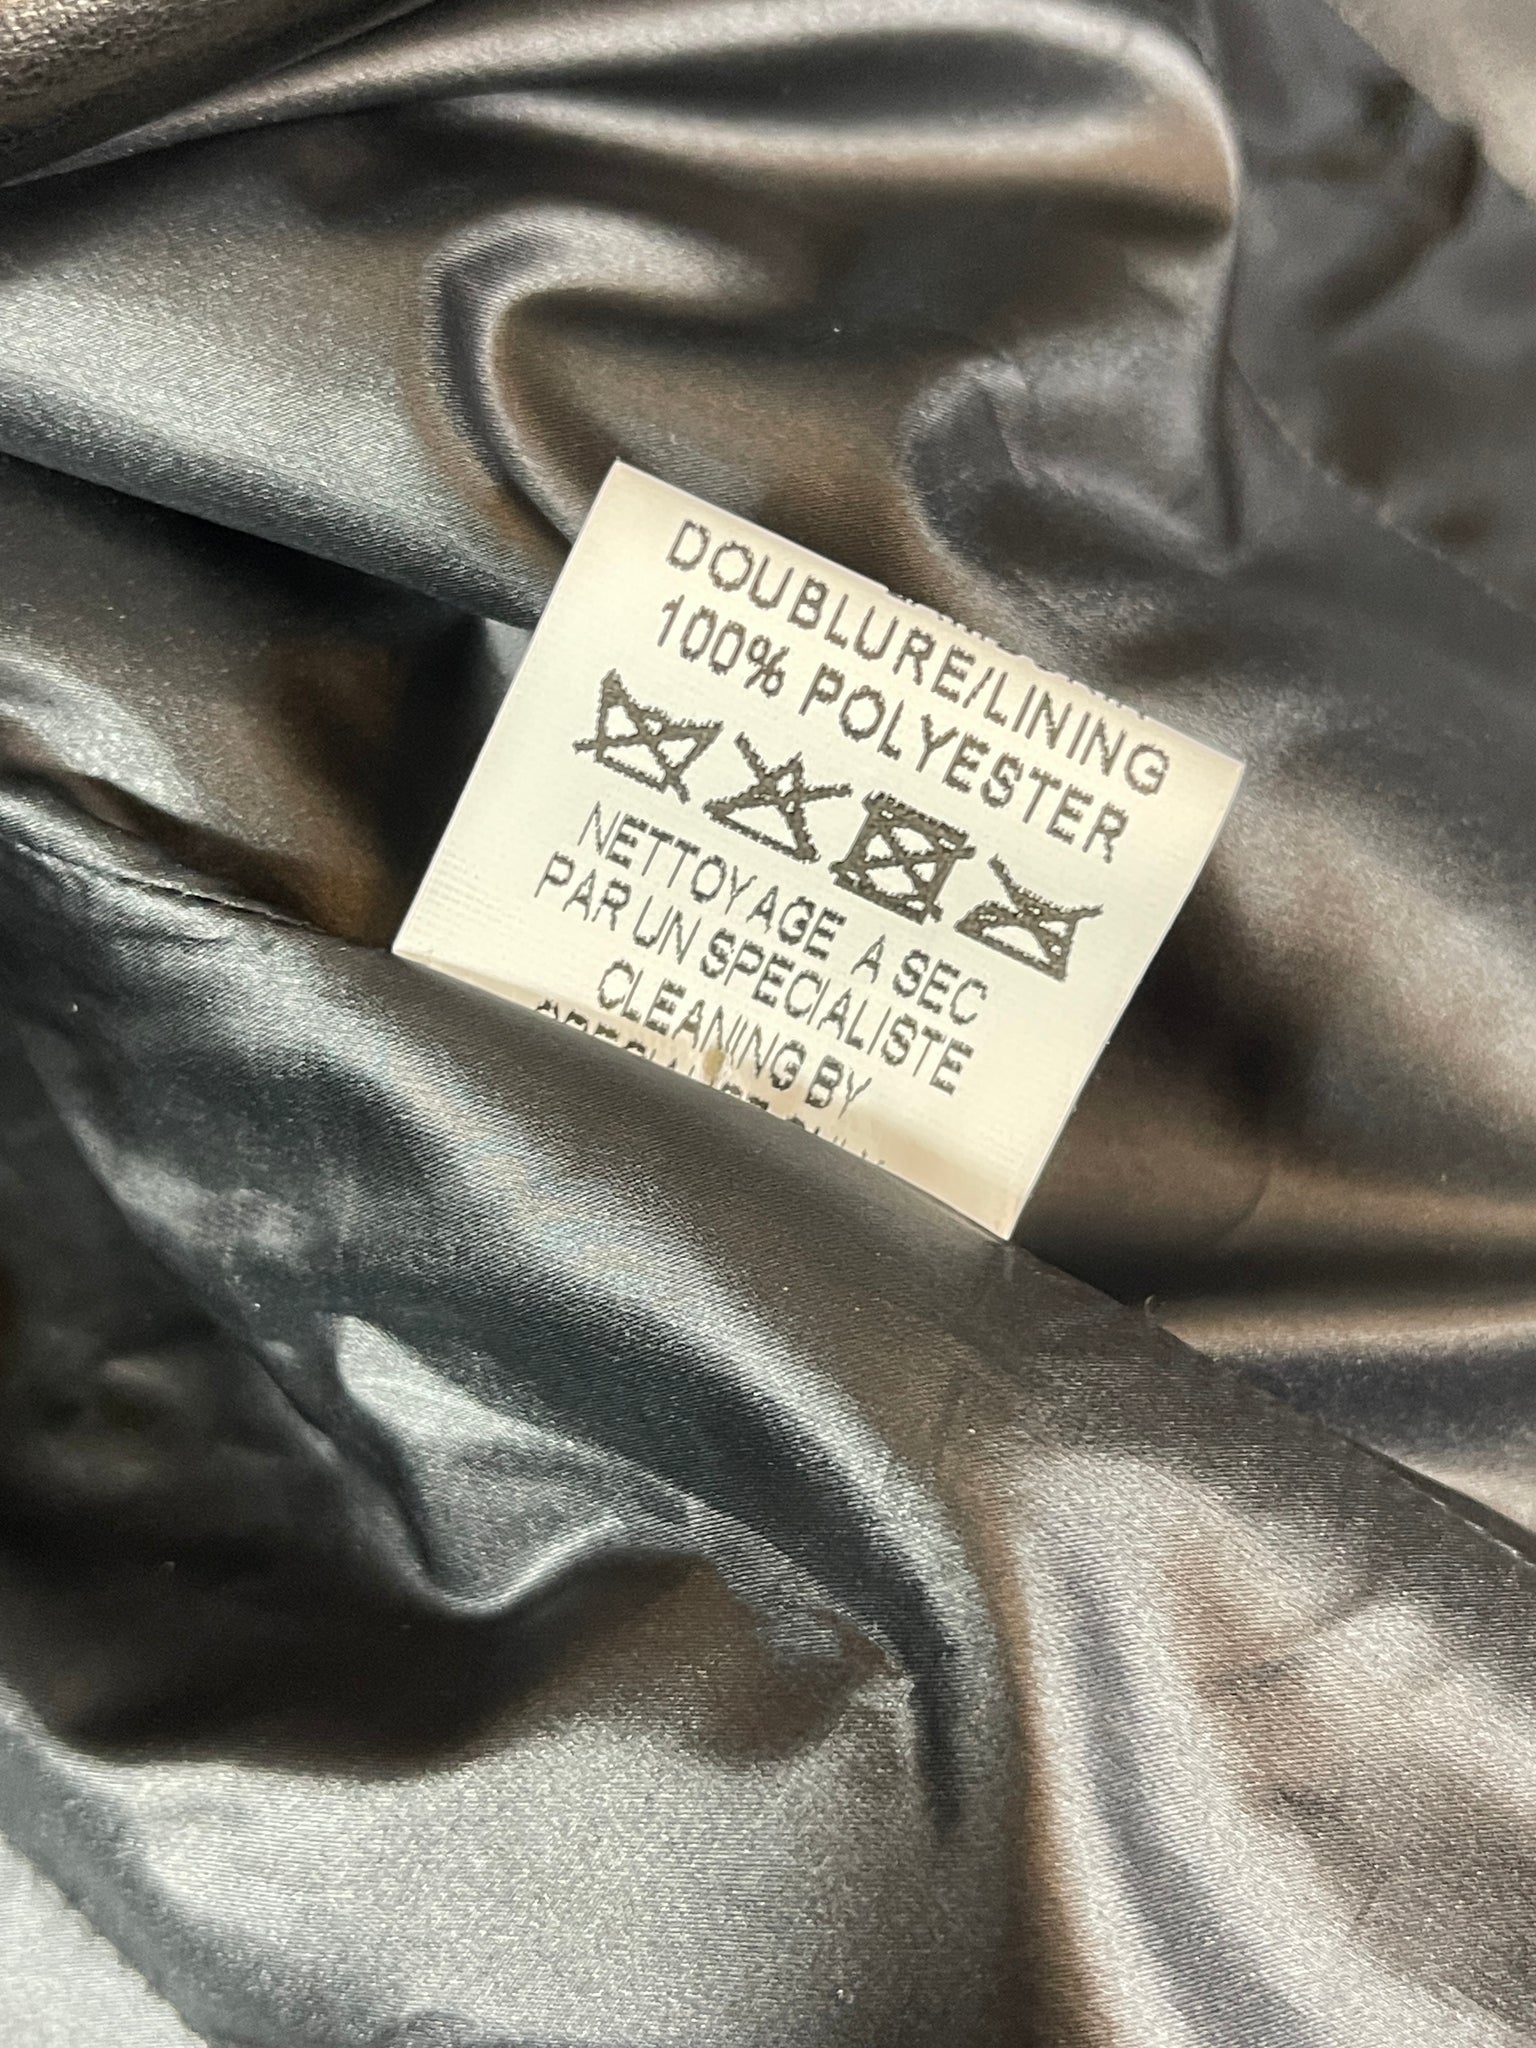 DOUBLURE/LINING
100% POLYESTER
NETTOYAGE A SEC
PAR UN SPECIALISTE
CLEANING BY